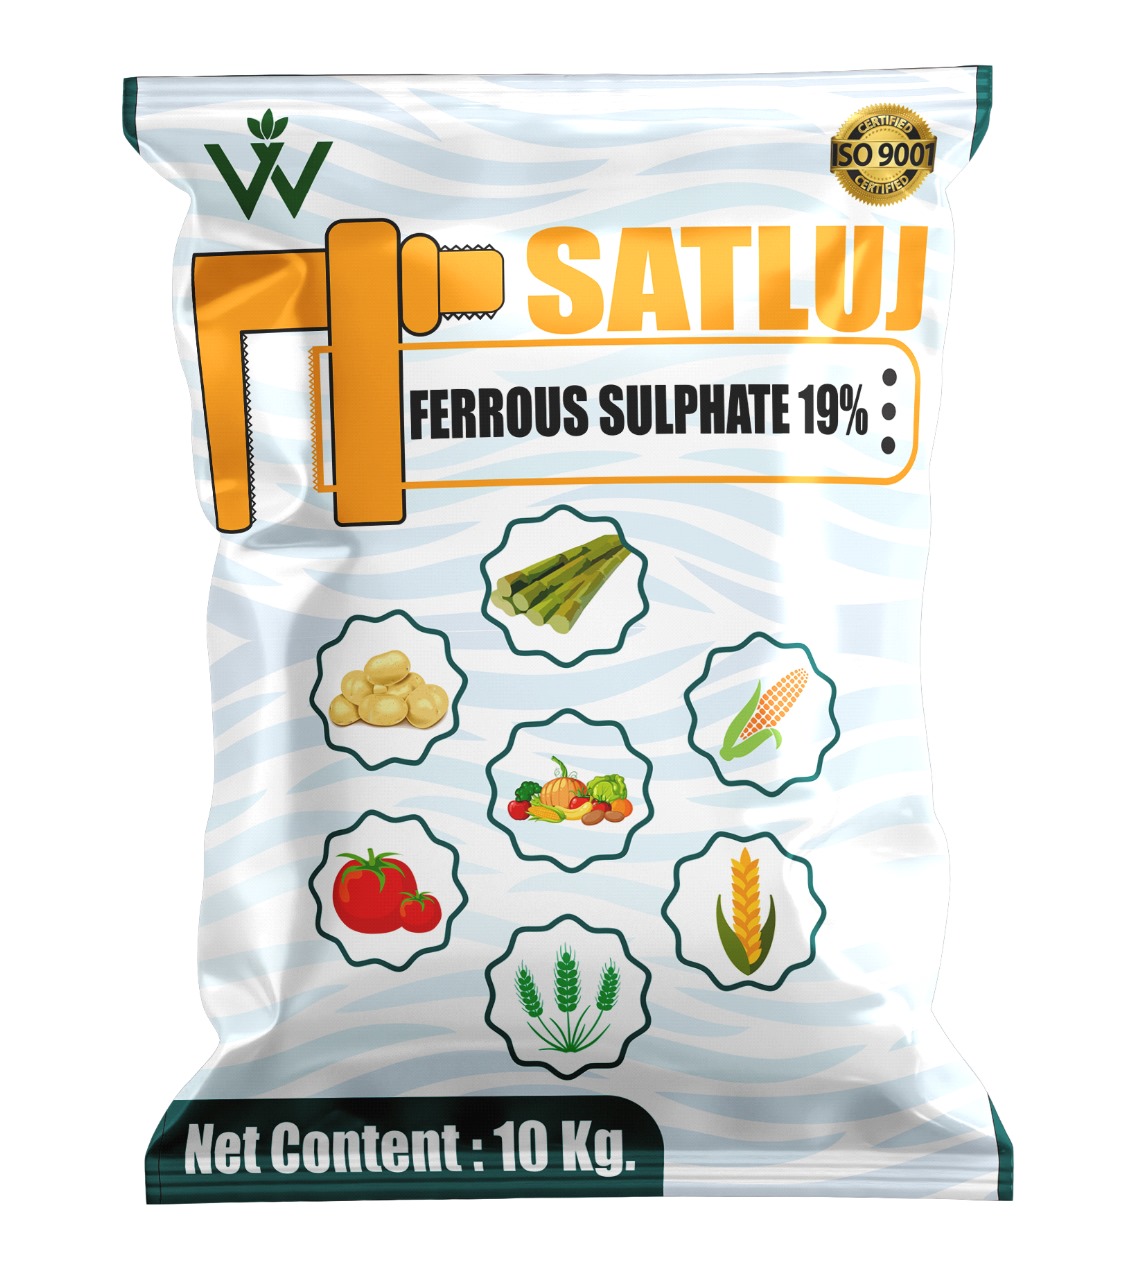 W
CERTIFIED
ISO 9001
CERTIFIED
SATLUJ
FERROUS SULPHATE 19%
Net Content : 10 Kg.